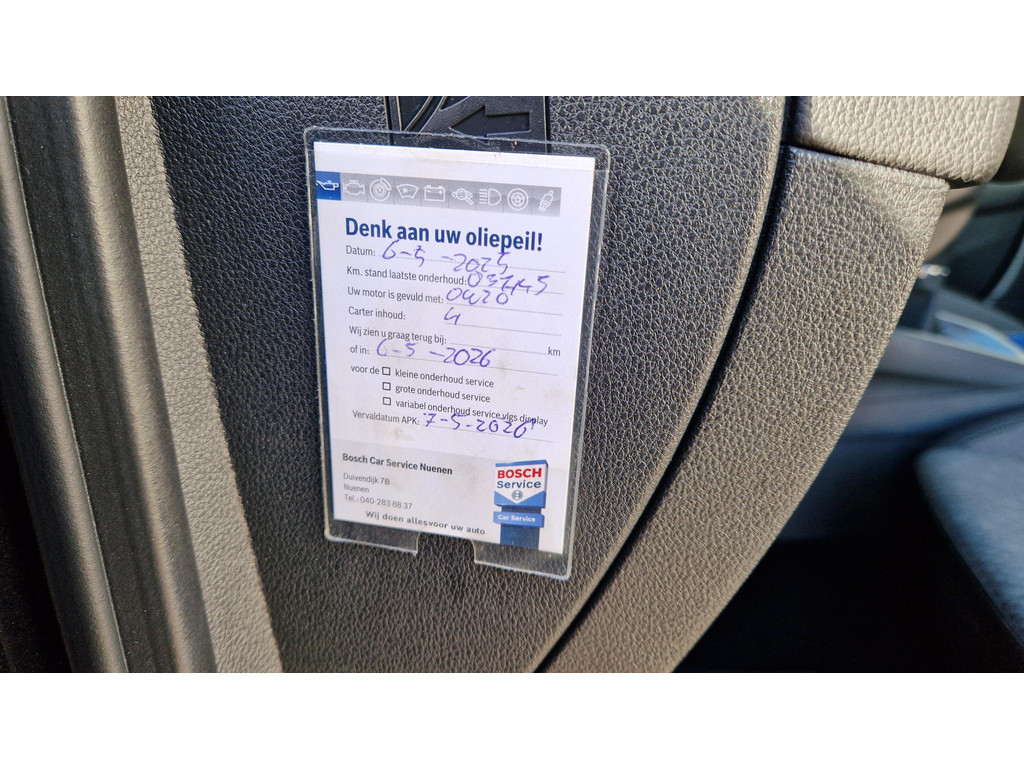 Denk aan uw oliepeil!
Datum: 6-5-2025
Km. stand laatste onderhoud:
Uw motor is gevuld met: 0W20
Carter inhoud: 4
Wij zien u graag terug bij: km
of in: 6-5-2026
voor de ☐ kleine onderhoud service
☐ grote onderhoud service
☐ variabel onderhoud service vlgs display
Vervaldatum APK: 7-5-2026
Bosch Car Service Nuenen
Duivendijk 7B
Nuenen
Tel.: 040-283 88 37
Wij doen alles voor uw auto
BOSCH
Service
Car Service